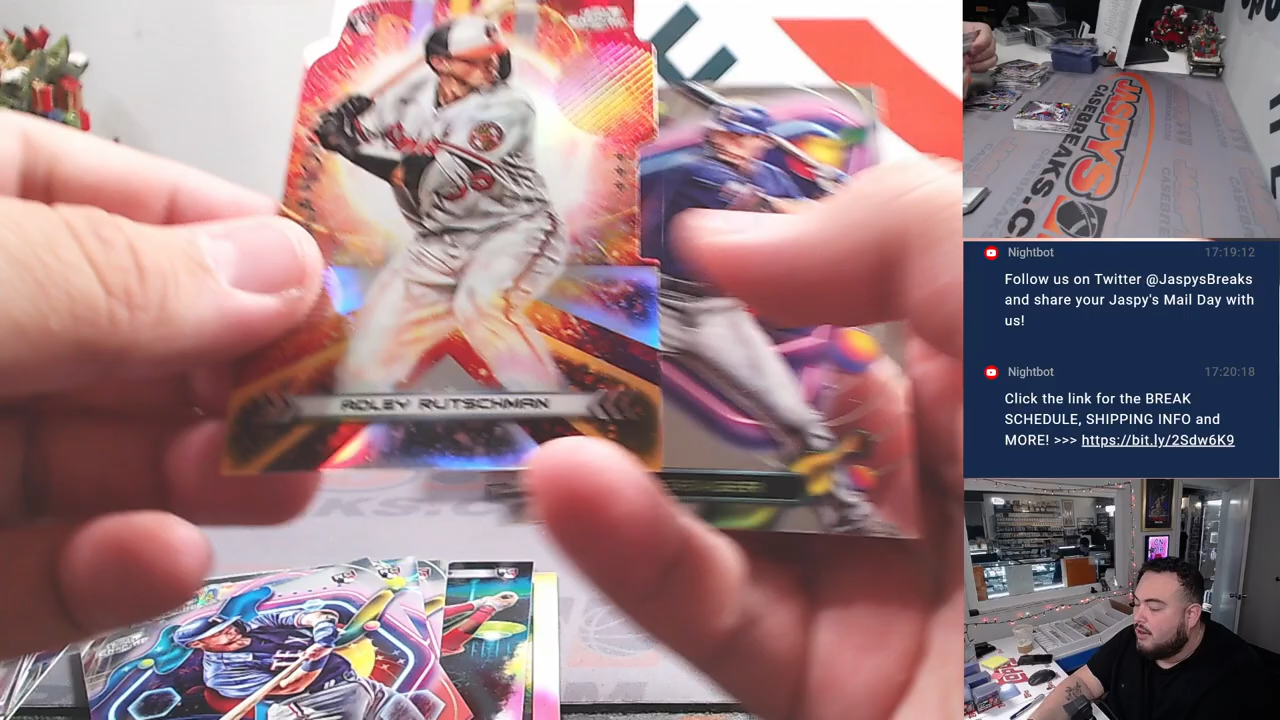 ADLEY RUTSCHMAN
JASPYS
CASEBREAKS.C
Nightbot 17:19:12
Follow us on Twitter @JaspysBreaks
and share your Jaspy's Mail Day with
us!
Nightbot 17:20:18
Click the link for the BREAK
SCHEDULE, SHIPPING INFO and
MORE! >>> https://bit.ly/2Sdw6K9